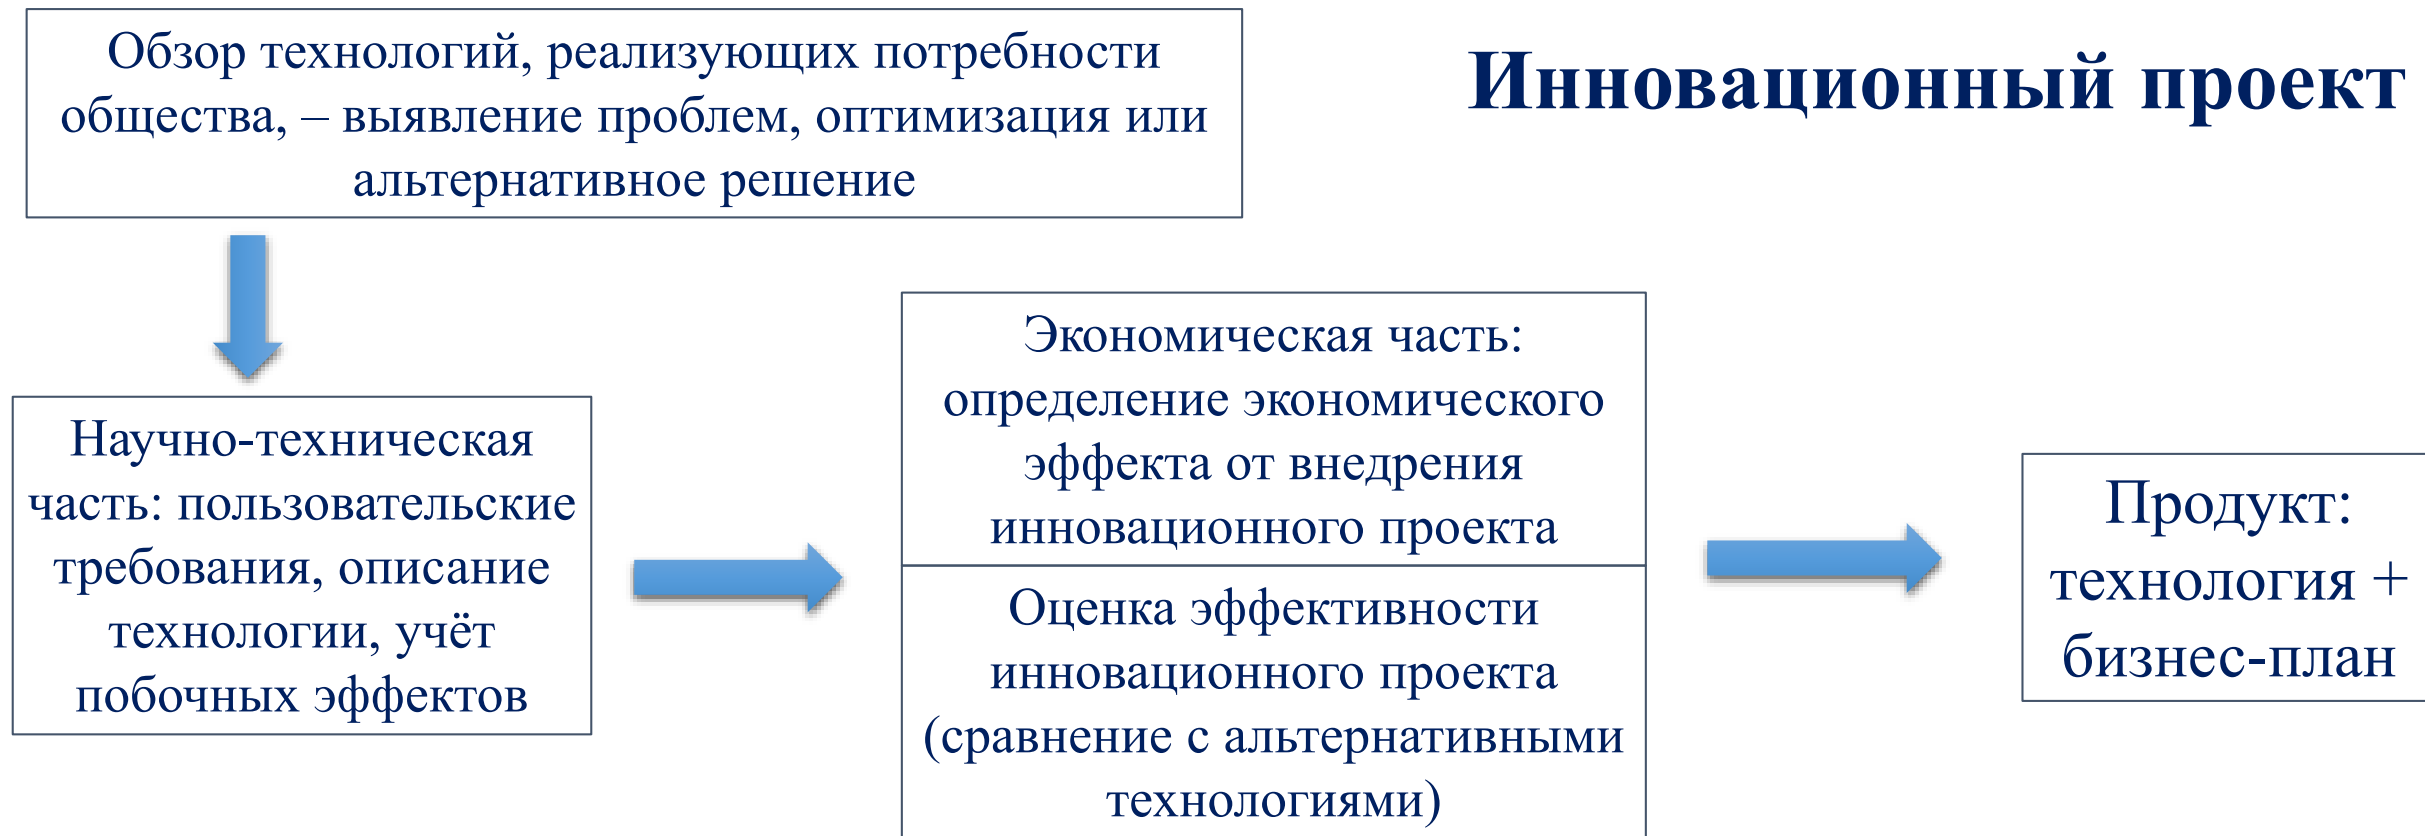 Обзор технологий, реализующих потребности
общества, – выявление проблем, оптимизация или
альтернативное решение
Инновационный проект
Научно-техническая
часть: пользовательские
требования, описание
технологии, учёт
побочных эффектов
Экономическая часть:
определение экономического
эффекта от внедрения
инновационного проекта
Оценка эффективности
инновационного проекта
(сравнение с альтернативными
технологиями)
Продукт:
технология +
бизнес-план